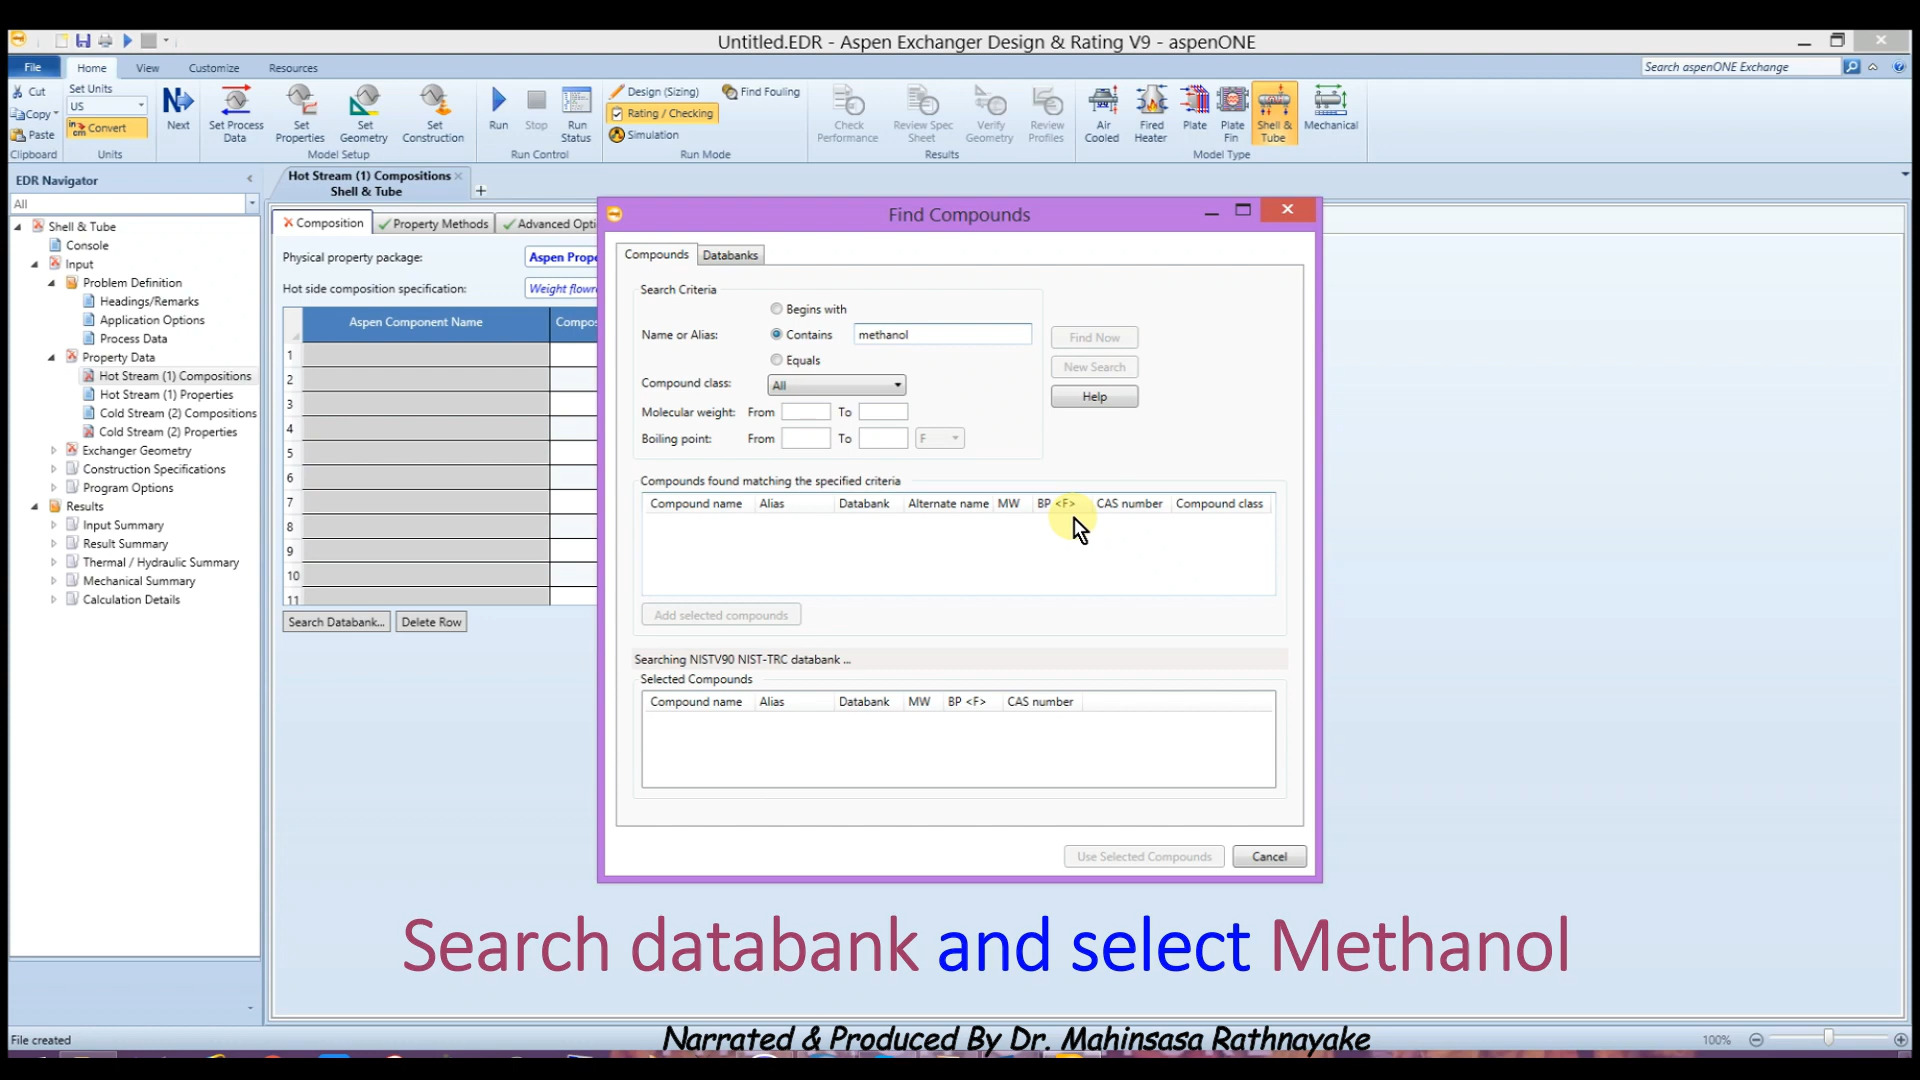 Untitled.EDR - Aspen Exchanger Design & Rating V9 - aspenONE
File Home View Customize Resources
Search aspenONE Exchange
Cut
Copy
Paste
Clipboard
Set Units
US
Convert
Units
Next
Set Process Data
Set Properties
Set Geometry
Set Construction
Model Setup
Run
Stop
Run Status
Run Control
Design (Sizing)
Rating / Checking
Simulation
Find Fouling
Run Mode
Check Performance
Review Spec Sheet
Verify Geometry
Review Profiles
Results
Air Cooled
Fired Heater
Plate
Plate Fin
Shell & Tube
Mechanical
Model Type
EDR Navigator
All
Shell & Tube
Console
Input
Problem Definition
Headings/Remarks
Application Options
Process Data
Property Data
Hot Stream (1) Compositions
Hot Stream (1) Properties
Cold Stream (2) Compositions
Cold Stream (2) Properties
Exchanger Geometry
Construction Specifications
Program Options
Results
Input Summary
Result Summary
Thermal / Hydraulic Summary
Mechanical Summary
Calculation Details
Hot Stream (1) Compositions
Shell & Tube
Composition Property Methods Advanced Opti
Physical property package: Aspen Prope
Hot side composition specification: Weight flowr
Aspen Component Name Compos
1
2
3
4
5
6
7
8
9
10
11
Search Databank... Delete Row
Find Compounds
Compounds Databanks
Search Criteria
Begins with
Name or Alias: Contains methanol
Equals
Compound class: All
Molecular weight: From To
Boiling point: From To F
Find Now
New Search
Help
Compounds found matching the specified criteria
Compound name Alias Databank Alternate name MW BP <F> CAS number Compound class
Add selected compounds
Searching NISTV90 NIST-TRC databank ...
Selected Compounds
Compound name Alias Databank MW BP <F> CAS number
Use Selected Compounds Cancel
Search databank and select Methanol
File created
Narrated & Produced By Dr. Mahinsasa Rathnayake
100%